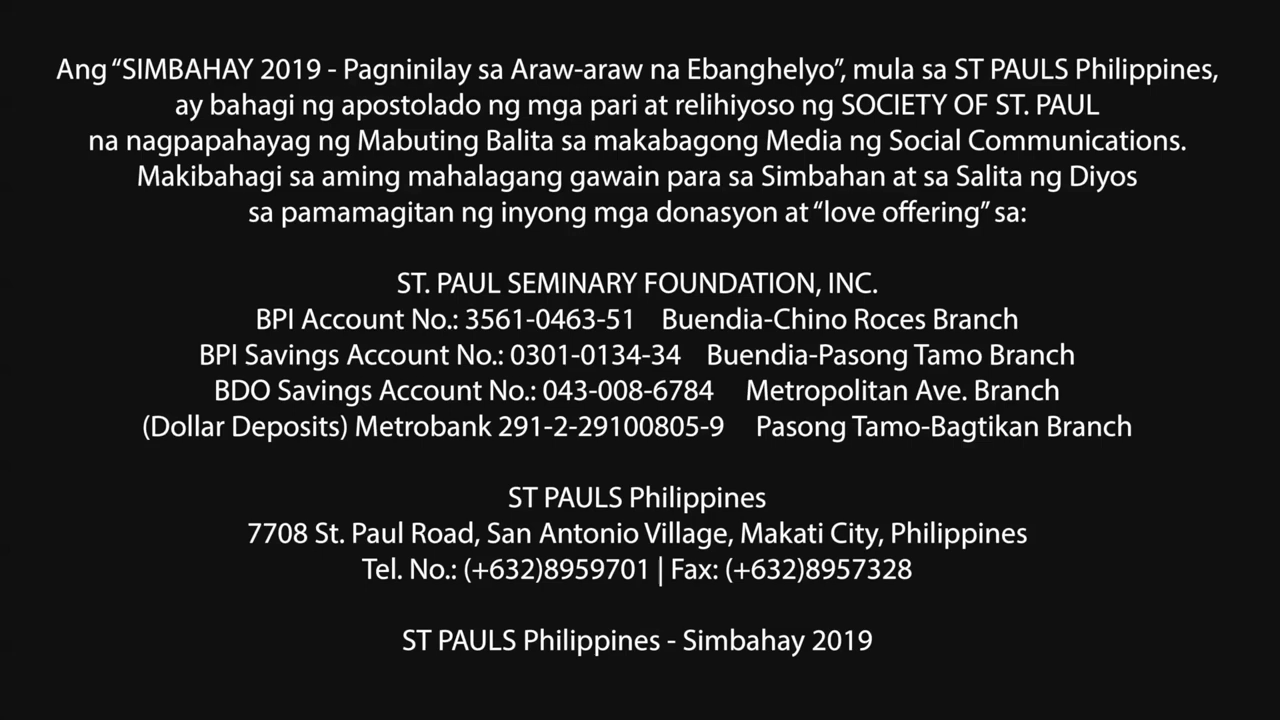 Ang “SIMBAHAY 2019 - Pagninilay sa Araw-araw na Ebanghelyo”, mula sa ST PAULS Philippines,
ay bahagi ng apostolado ng mga pari at relihiyoso ng SOCIETY OF ST. PAUL
na nagpapahayag ng Mabuting Balita sa makabagong Media ng Social Communications.
Makibahagi sa aming mahalagang gawain para sa Simbahan at sa Salita ng Diyos
sa pamamagitan ng inyong mga donasyon at “love offering” sa:
ST. PAUL SEMINARY FOUNDATION, INC.
BPI Account No.: 3561-0463-51 Buendia-Chino Roces Branch
BPI Savings Account No.: 0301-0134-34 Buendia-Pasong Tamo Branch
BDO Savings Account No.: 043-008-6784 Metropolitan Ave. Branch
(Dollar Deposits) Metrobank 291-2-29100805-9 Pasong Tamo-Bagtikan Branch
ST PAULS Philippines
7708 St. Paul Road, San Antonio Village, Makati City, Philippines
Tel. No.: (+632)8959701 | Fax: (+632)8957328
ST PAULS Philippines - Simbahay 2019